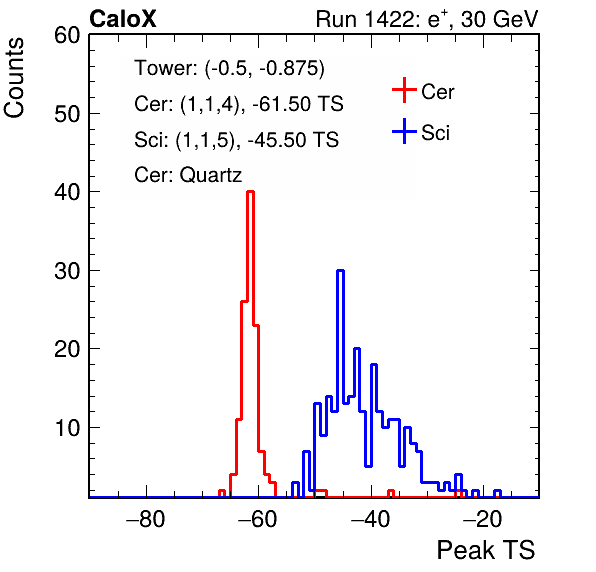 CaloX Run 1422: e⁺, 30 GeV
Counts
60
50
40
30
20
10
Tower: (-0.5, -0.875)
Cer: (1,1,4), -61.50 TS
Sci: (1,1,5), -45.50 TS
Cer: Quartz
Cer
Sci
−80 −60 −40 −20
Peak TS